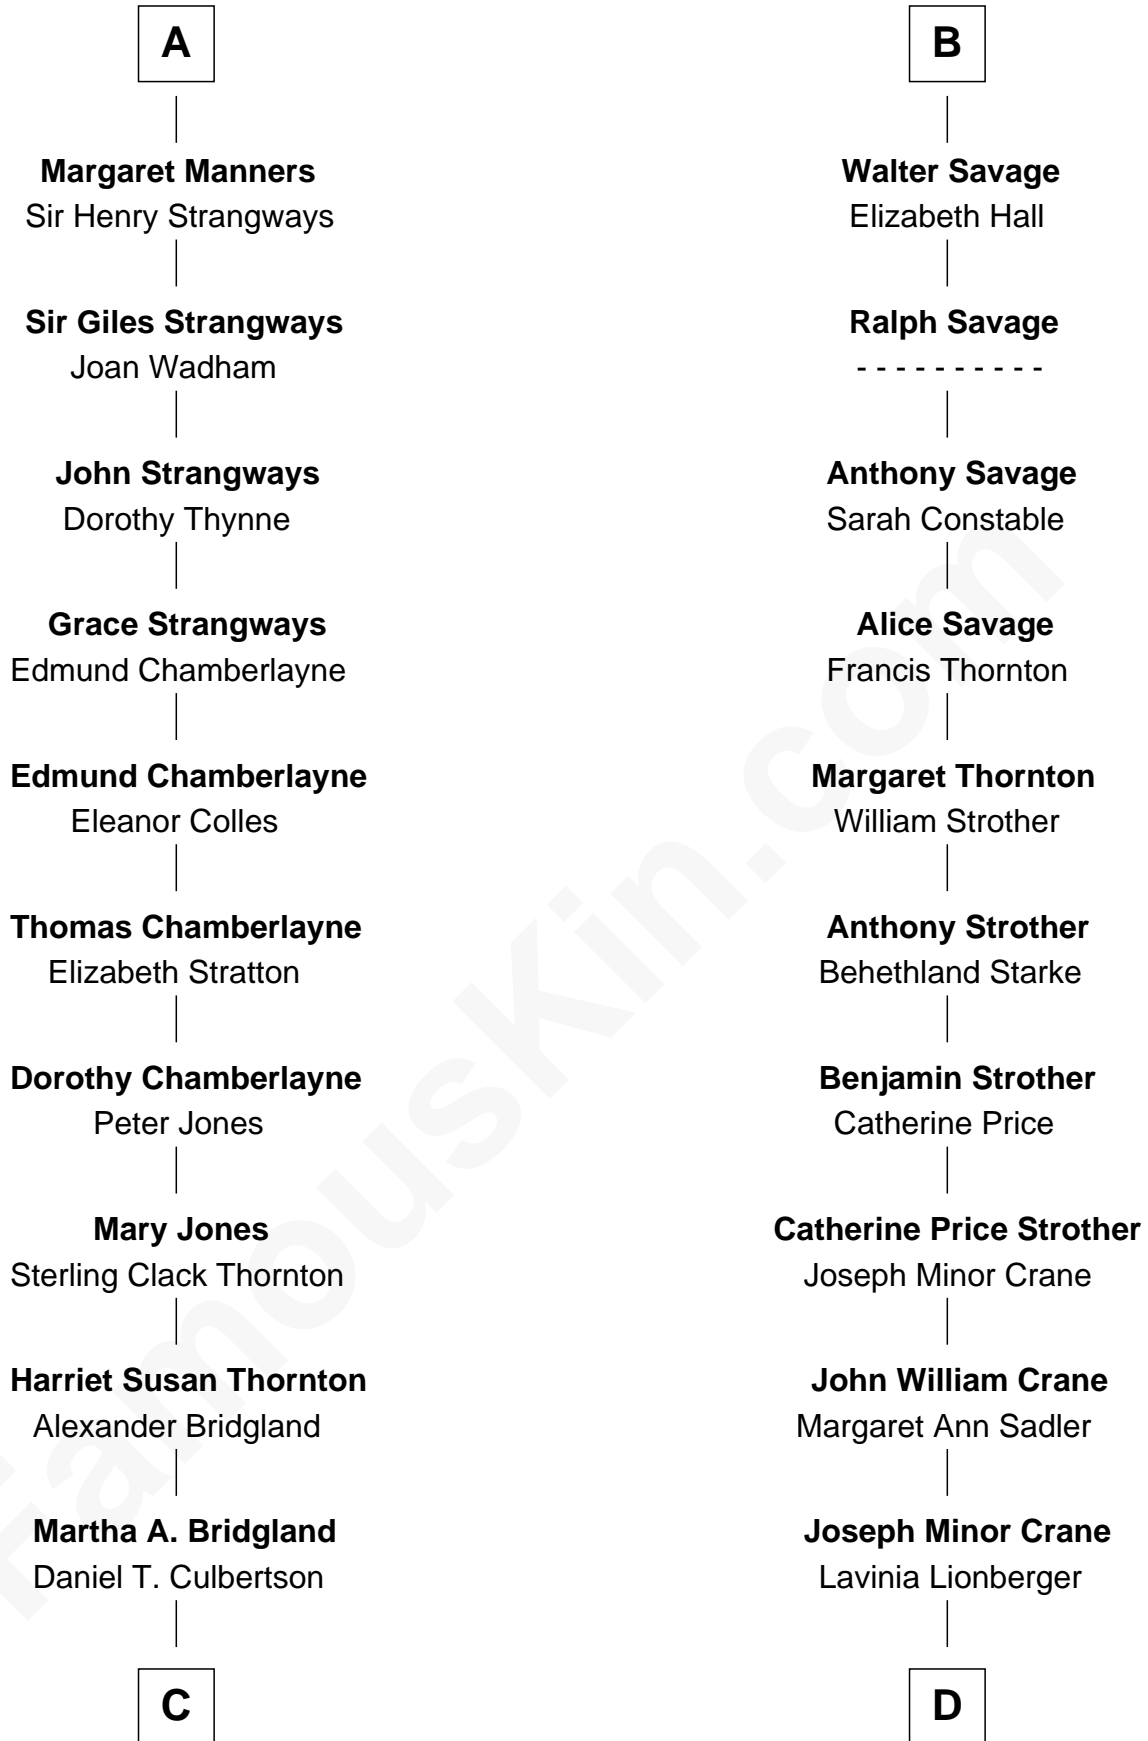 A
Margaret Manners
Sir Henry Strangways
Sir Giles Strangways
Joan Wadham
John Strangways
Dorothy Thynne
Grace Strangways
Edmund Chamberlayne
Edmund Chamberlayne
Eleanor Colles
Thomas Chamberlayne
Elizabeth Stratton
Dorothy Chamberlayne
Peter Jones
Mary Jones
Sterling Clack Thornton
Harriet Susan Thornton
Alexander Bridgland
Martha A. Bridgland
Daniel T. Culbertson
C
B
Walter Savage
Elizabeth Hall
Ralph Savage
- - - - - - - - - -
Anthony Savage
Sarah Constable
Alice Savage
Francis Thornton
Margaret Thornton
William Strother
Anthony Strother
Behethland Starke
Benjamin Strother
Catherine Price
Catherine Price Strother
Joseph Minor Crane
John William Crane
Margaret Ann Sadler
Joseph Minor Crane
Lavinia Lionberger
D
FamousKin.com